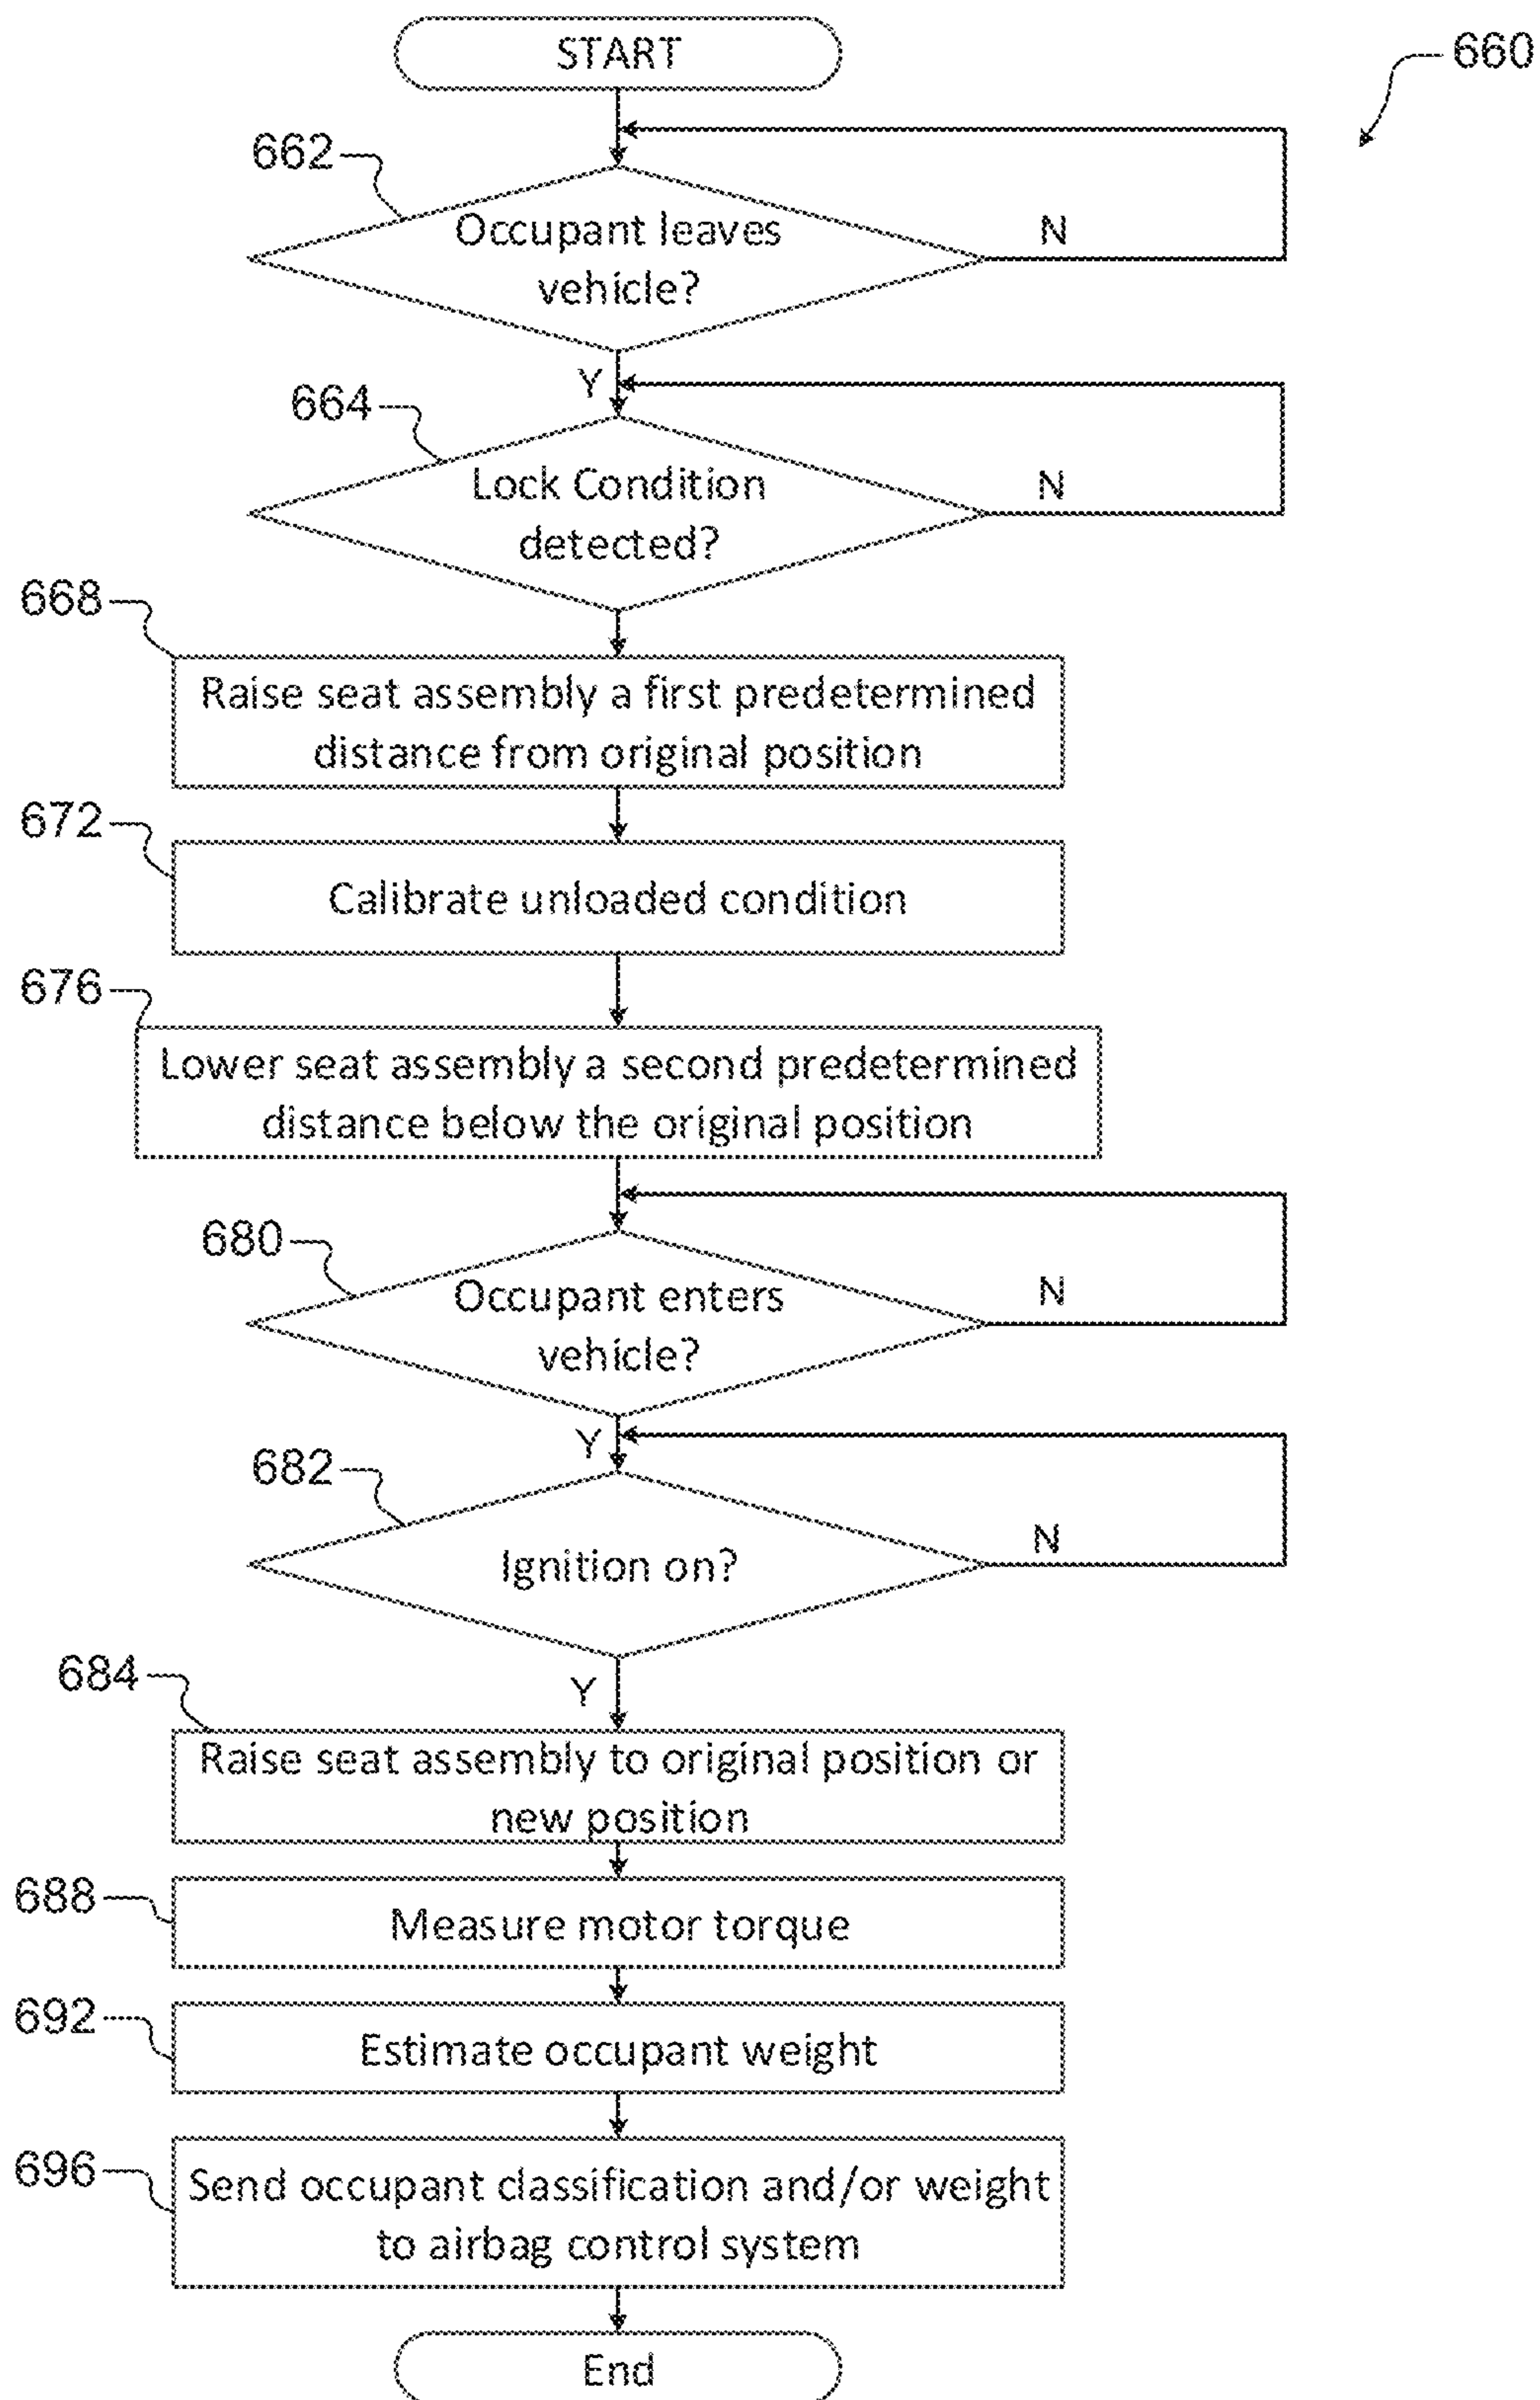 START
660
662
Occupant leaves
vehicle?
N
Y
664
Lock Condition
detected?
N
668
Raise seat assembly a first predetermined
distance from original position
672
Calibrate unloaded condition
676
Lower seat assembly a second predetermined
distance below the original position
680
Occupant enters
vehicle?
N
Y
682
Ignition on?
N
Y
684
Raise seat assembly to original position or
new position
688
Measure motor torque
692
Estimate occupant weight
696
Send occupant classification and/or weight
to airbag control system
End